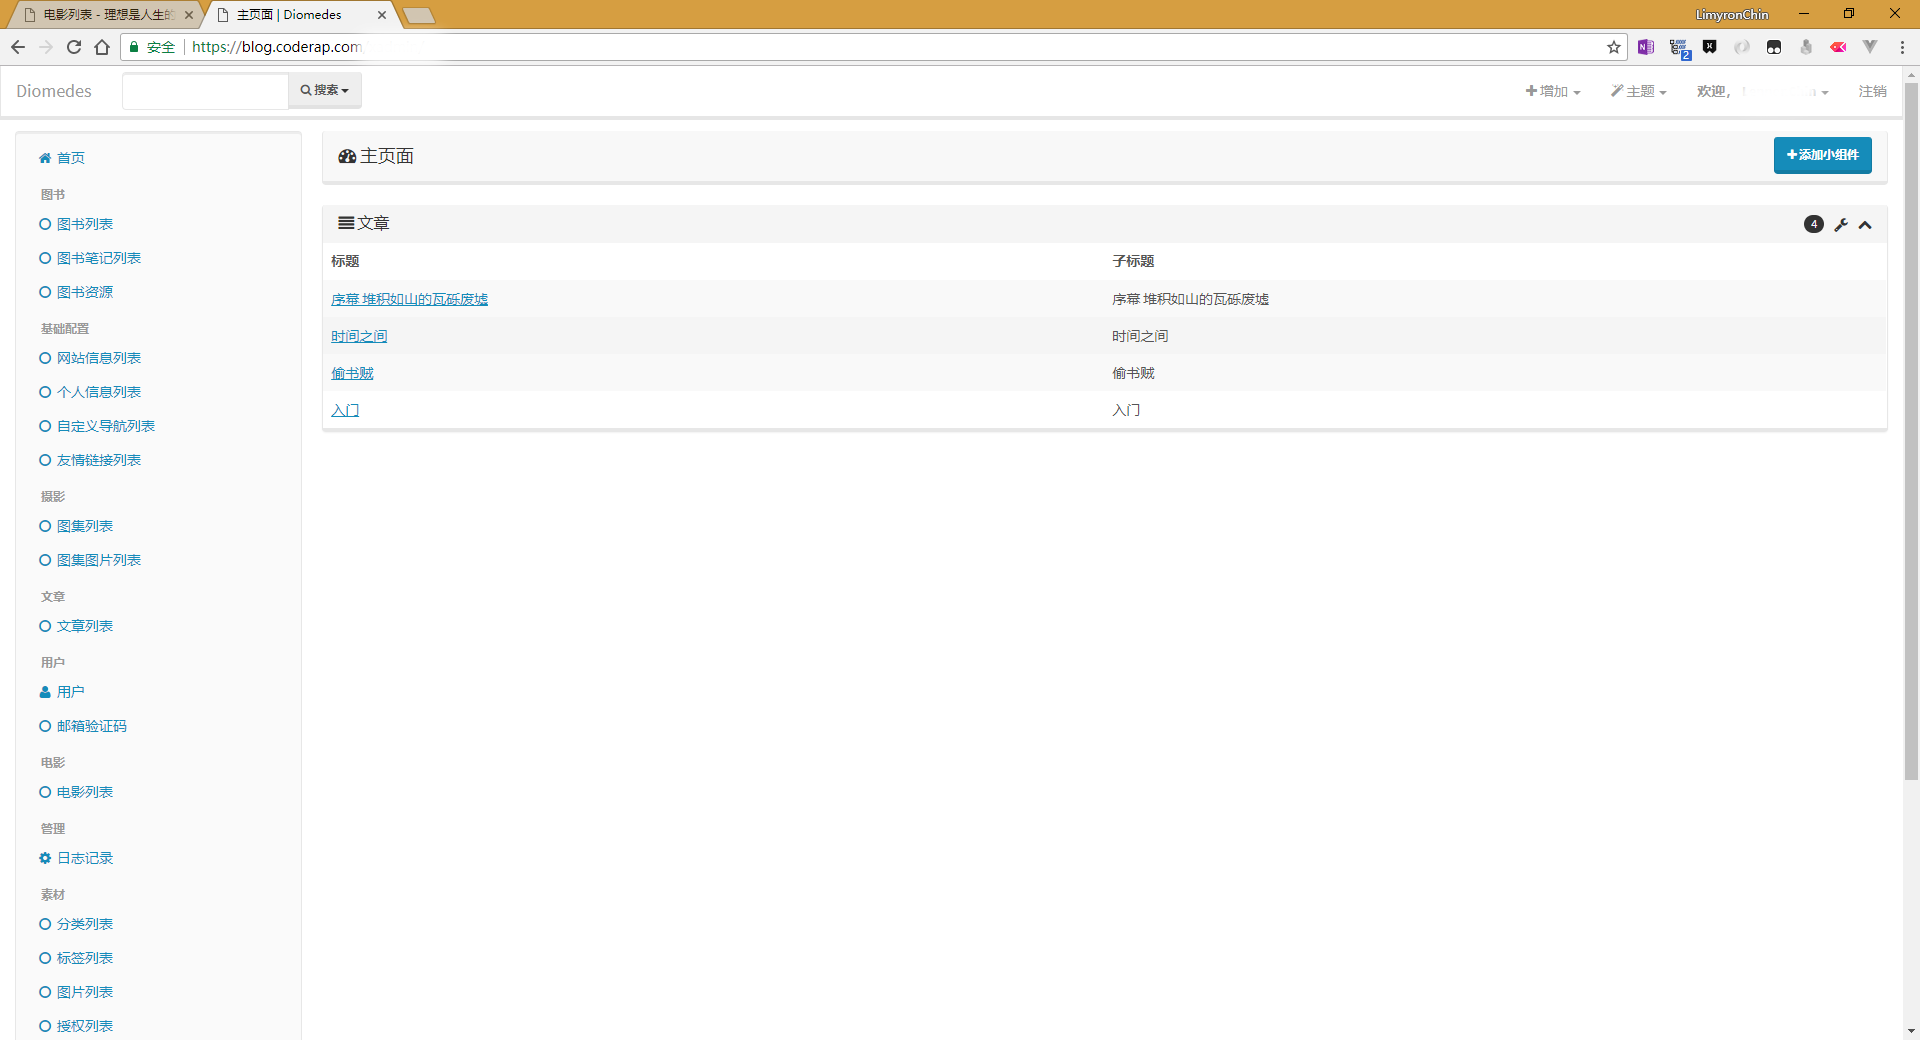 电影列表 - 理想是人生的
主页面 | Diomedes
LimyronChin
安全 https://blog.coderap.com
2
Diomedes
搜索
增加
主题
欢迎，
注销
首页
图书
图书列表
图书笔记列表
图书资源
基础配置
网站信息列表
个人信息列表
自定义导航列表
友情链接列表
摄影
图集列表
图集图片列表
文章
文章列表
用户
用户
邮箱验证码
电影
电影列表
管理
日志记录
素材
分类列表
标签列表
图片列表
授权列表
主页面
添加小组件
文章
4
标题 子标题
序幕 堆积如山的瓦砾废墟 序幕 堆积如山的瓦砾废墟
时间之间 时间之间
偷书贼 偷书贼
入门 入门